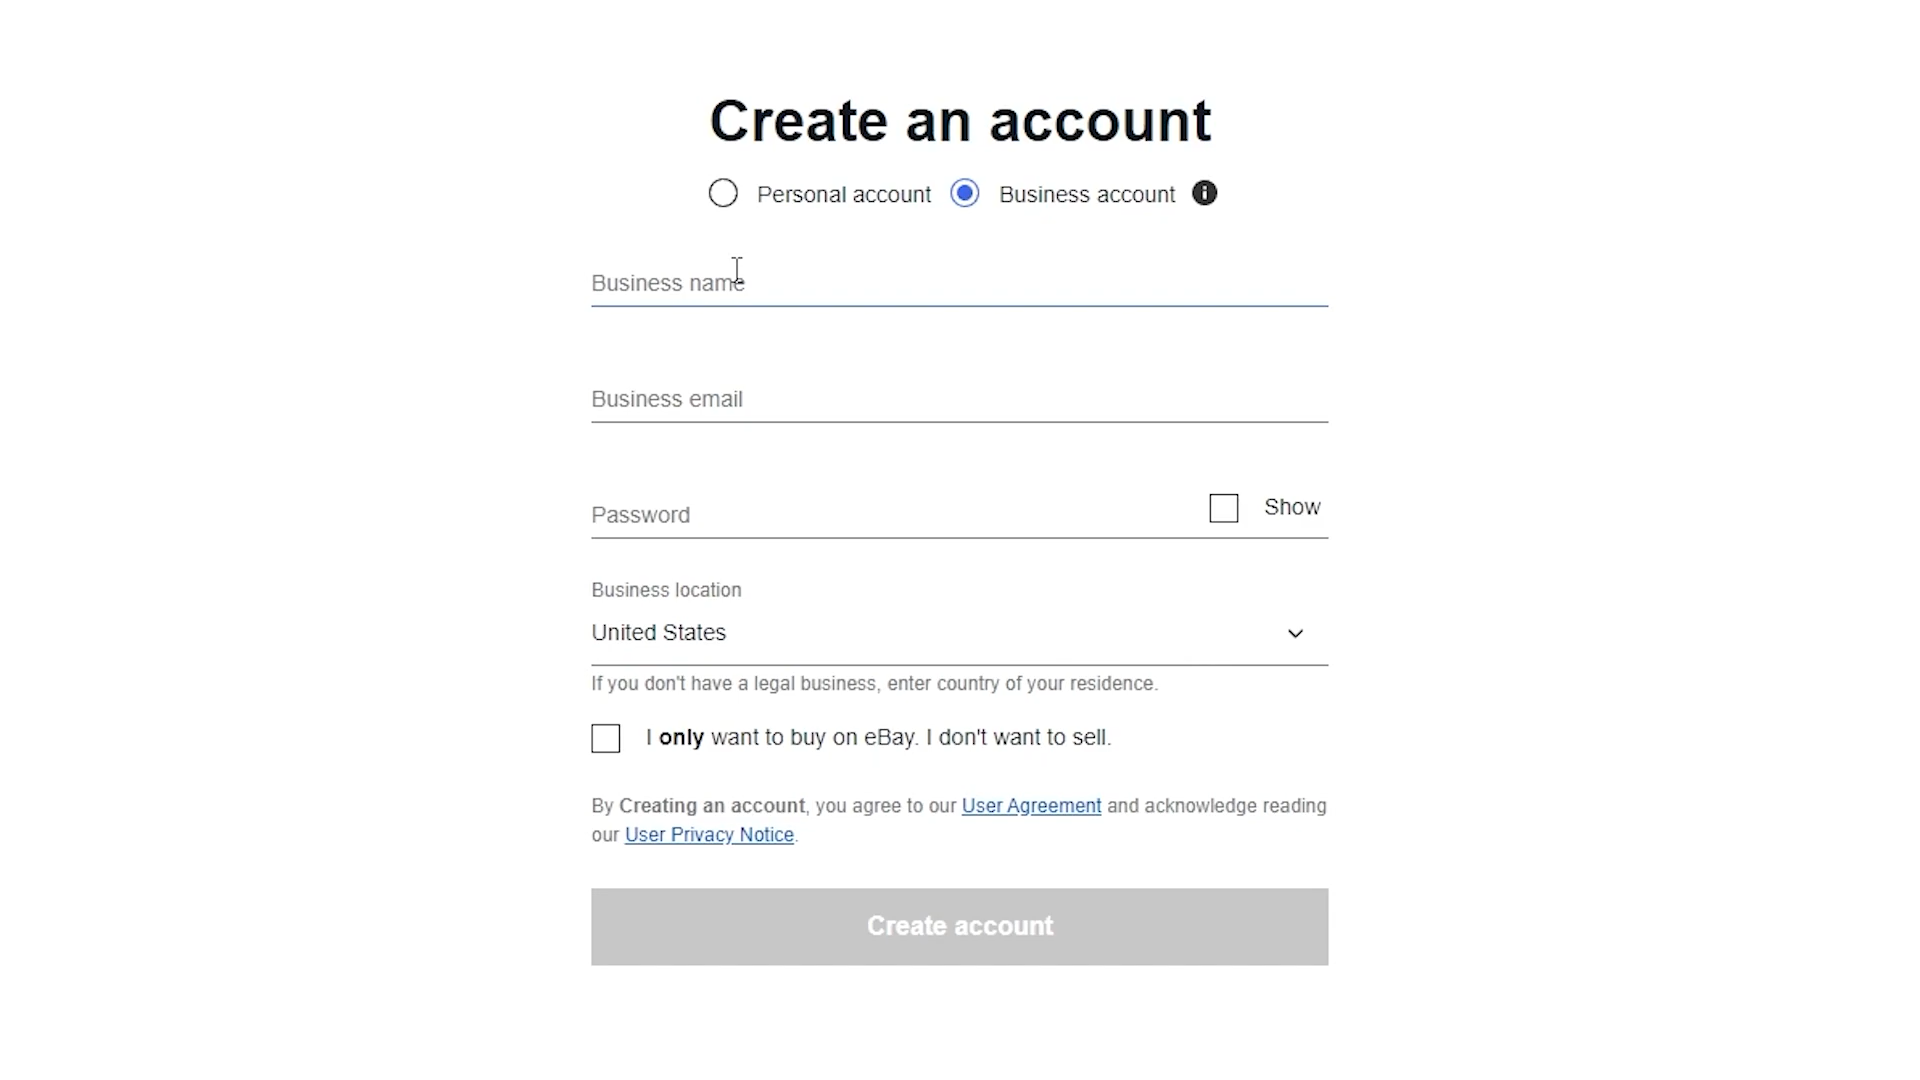 Create an account
Personal account Business account
Business name
Business email
Password Show
Business location
United States
If you don't have a legal business, enter country of your residence.
I only want to buy on eBay. I don't want to sell.
By Creating an account, you agree to our User Agreement and acknowledge reading
our User Privacy Notice.
Create account